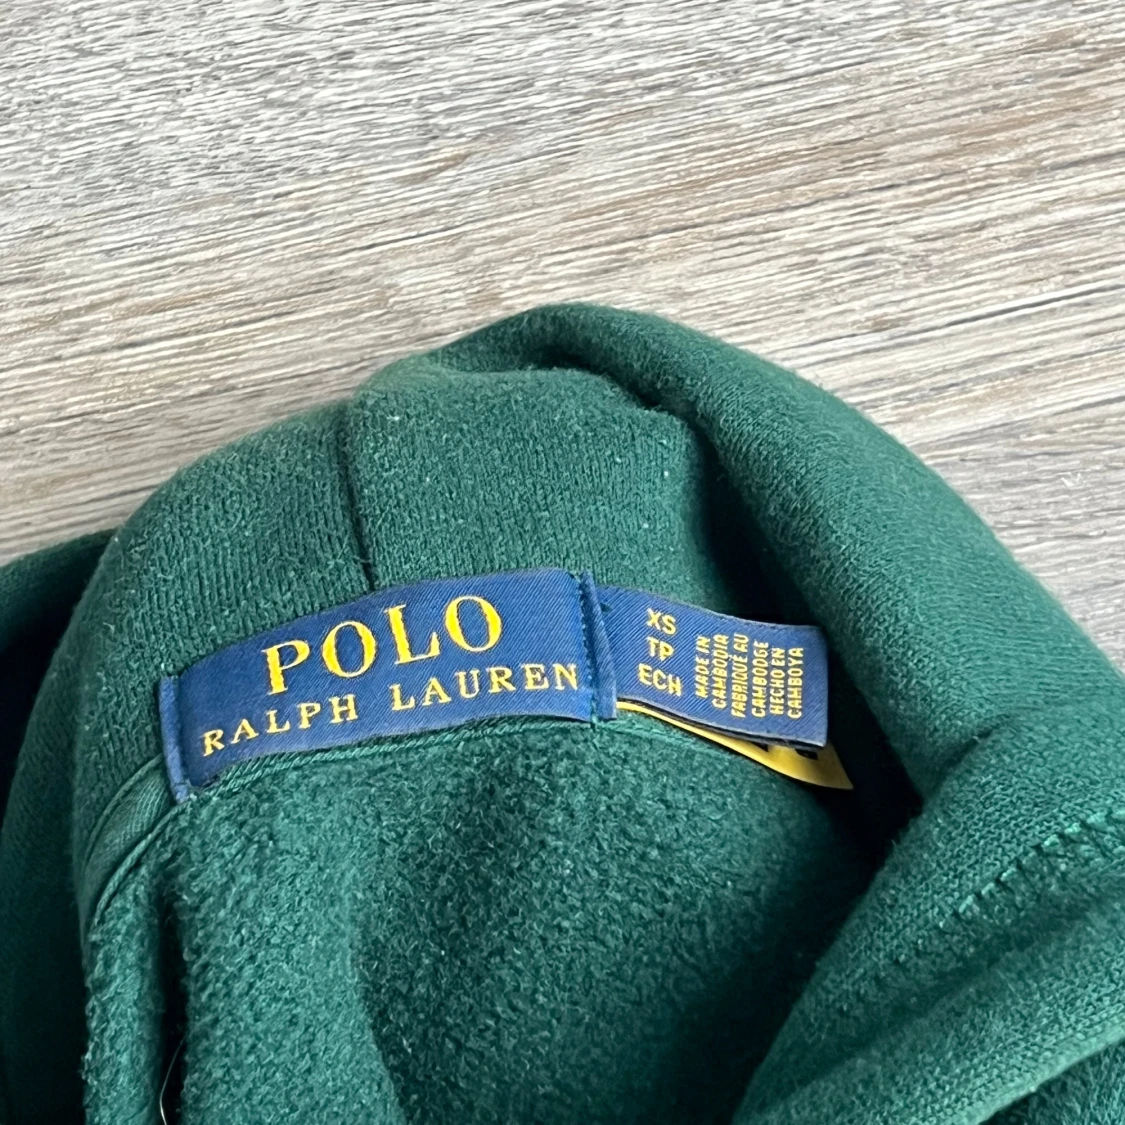 POLO
RALPH LAUREN
XS
TP
ECH
MADE IN
CAMBODIA
FABRIQUÉ AU
CAMBODGE
HECHO EN
CAMBOYA